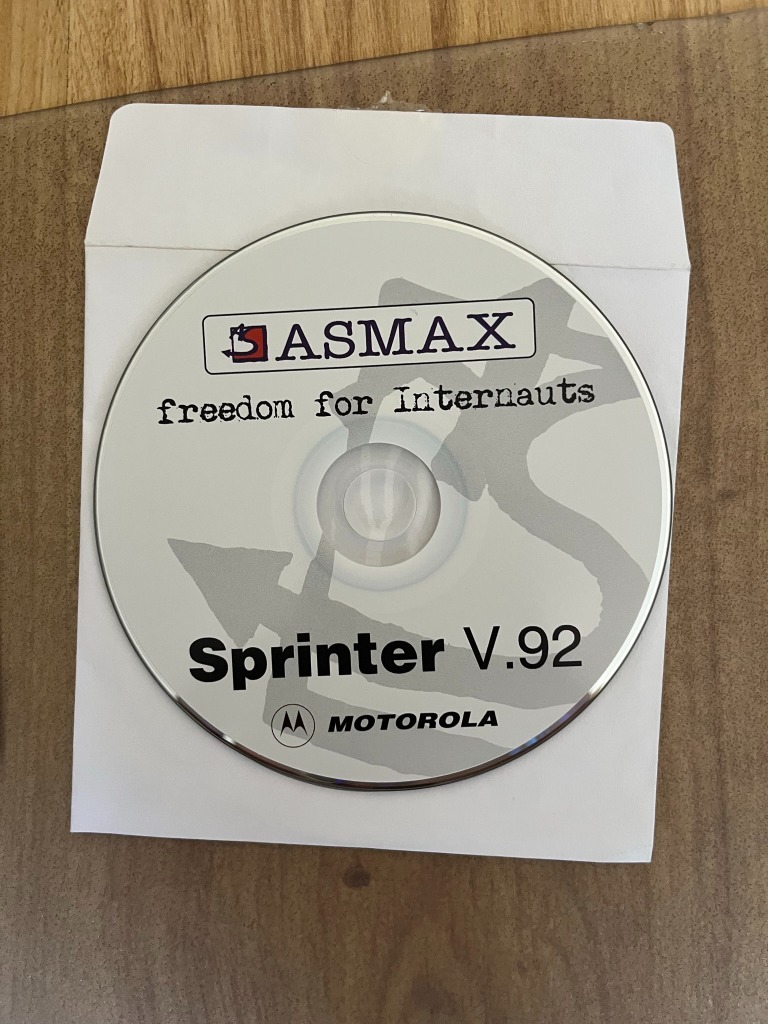 ASMAX
freedom for Internauts
Sprinter V.92
MOTOROLA